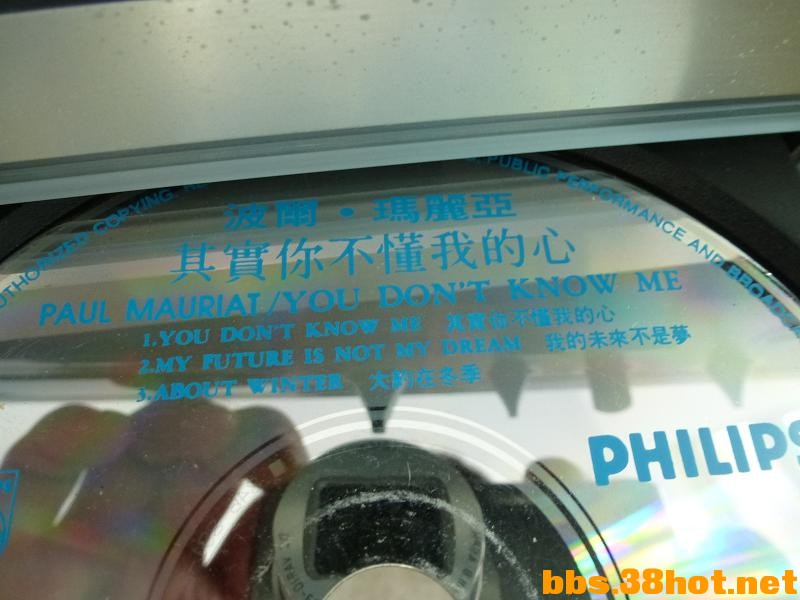 UTHORIZED COPYING.
PUBLIC PERFORMANCE AND BROADC
波爾·瑪麗亞
其實你不懂我的心
PAUL MAURIAT/YOU DON'T KNOW ME
1.YOU DON'T KNOW ME 其實你不懂我的心
2.MY FUTURE IS NOT MY DREAM 我的未來不是夢
3.ABOUT WINTER 大約在冬季
PHILIPS
bbs.38hot.net